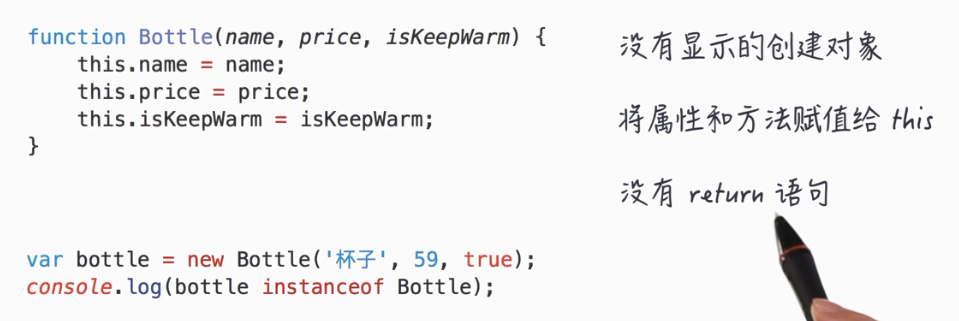 function Bottle(name, price, isKeepWarm) {
    this.name = name;
    this.price = price;
    this.isKeepWarm = isKeepWarm;
}
var bottle = new Bottle('杯子', 59, true);
console.log(bottle instanceof Bottle);
没有显示的创建对象
将属性和方法赋值给 this
没有 return 语句